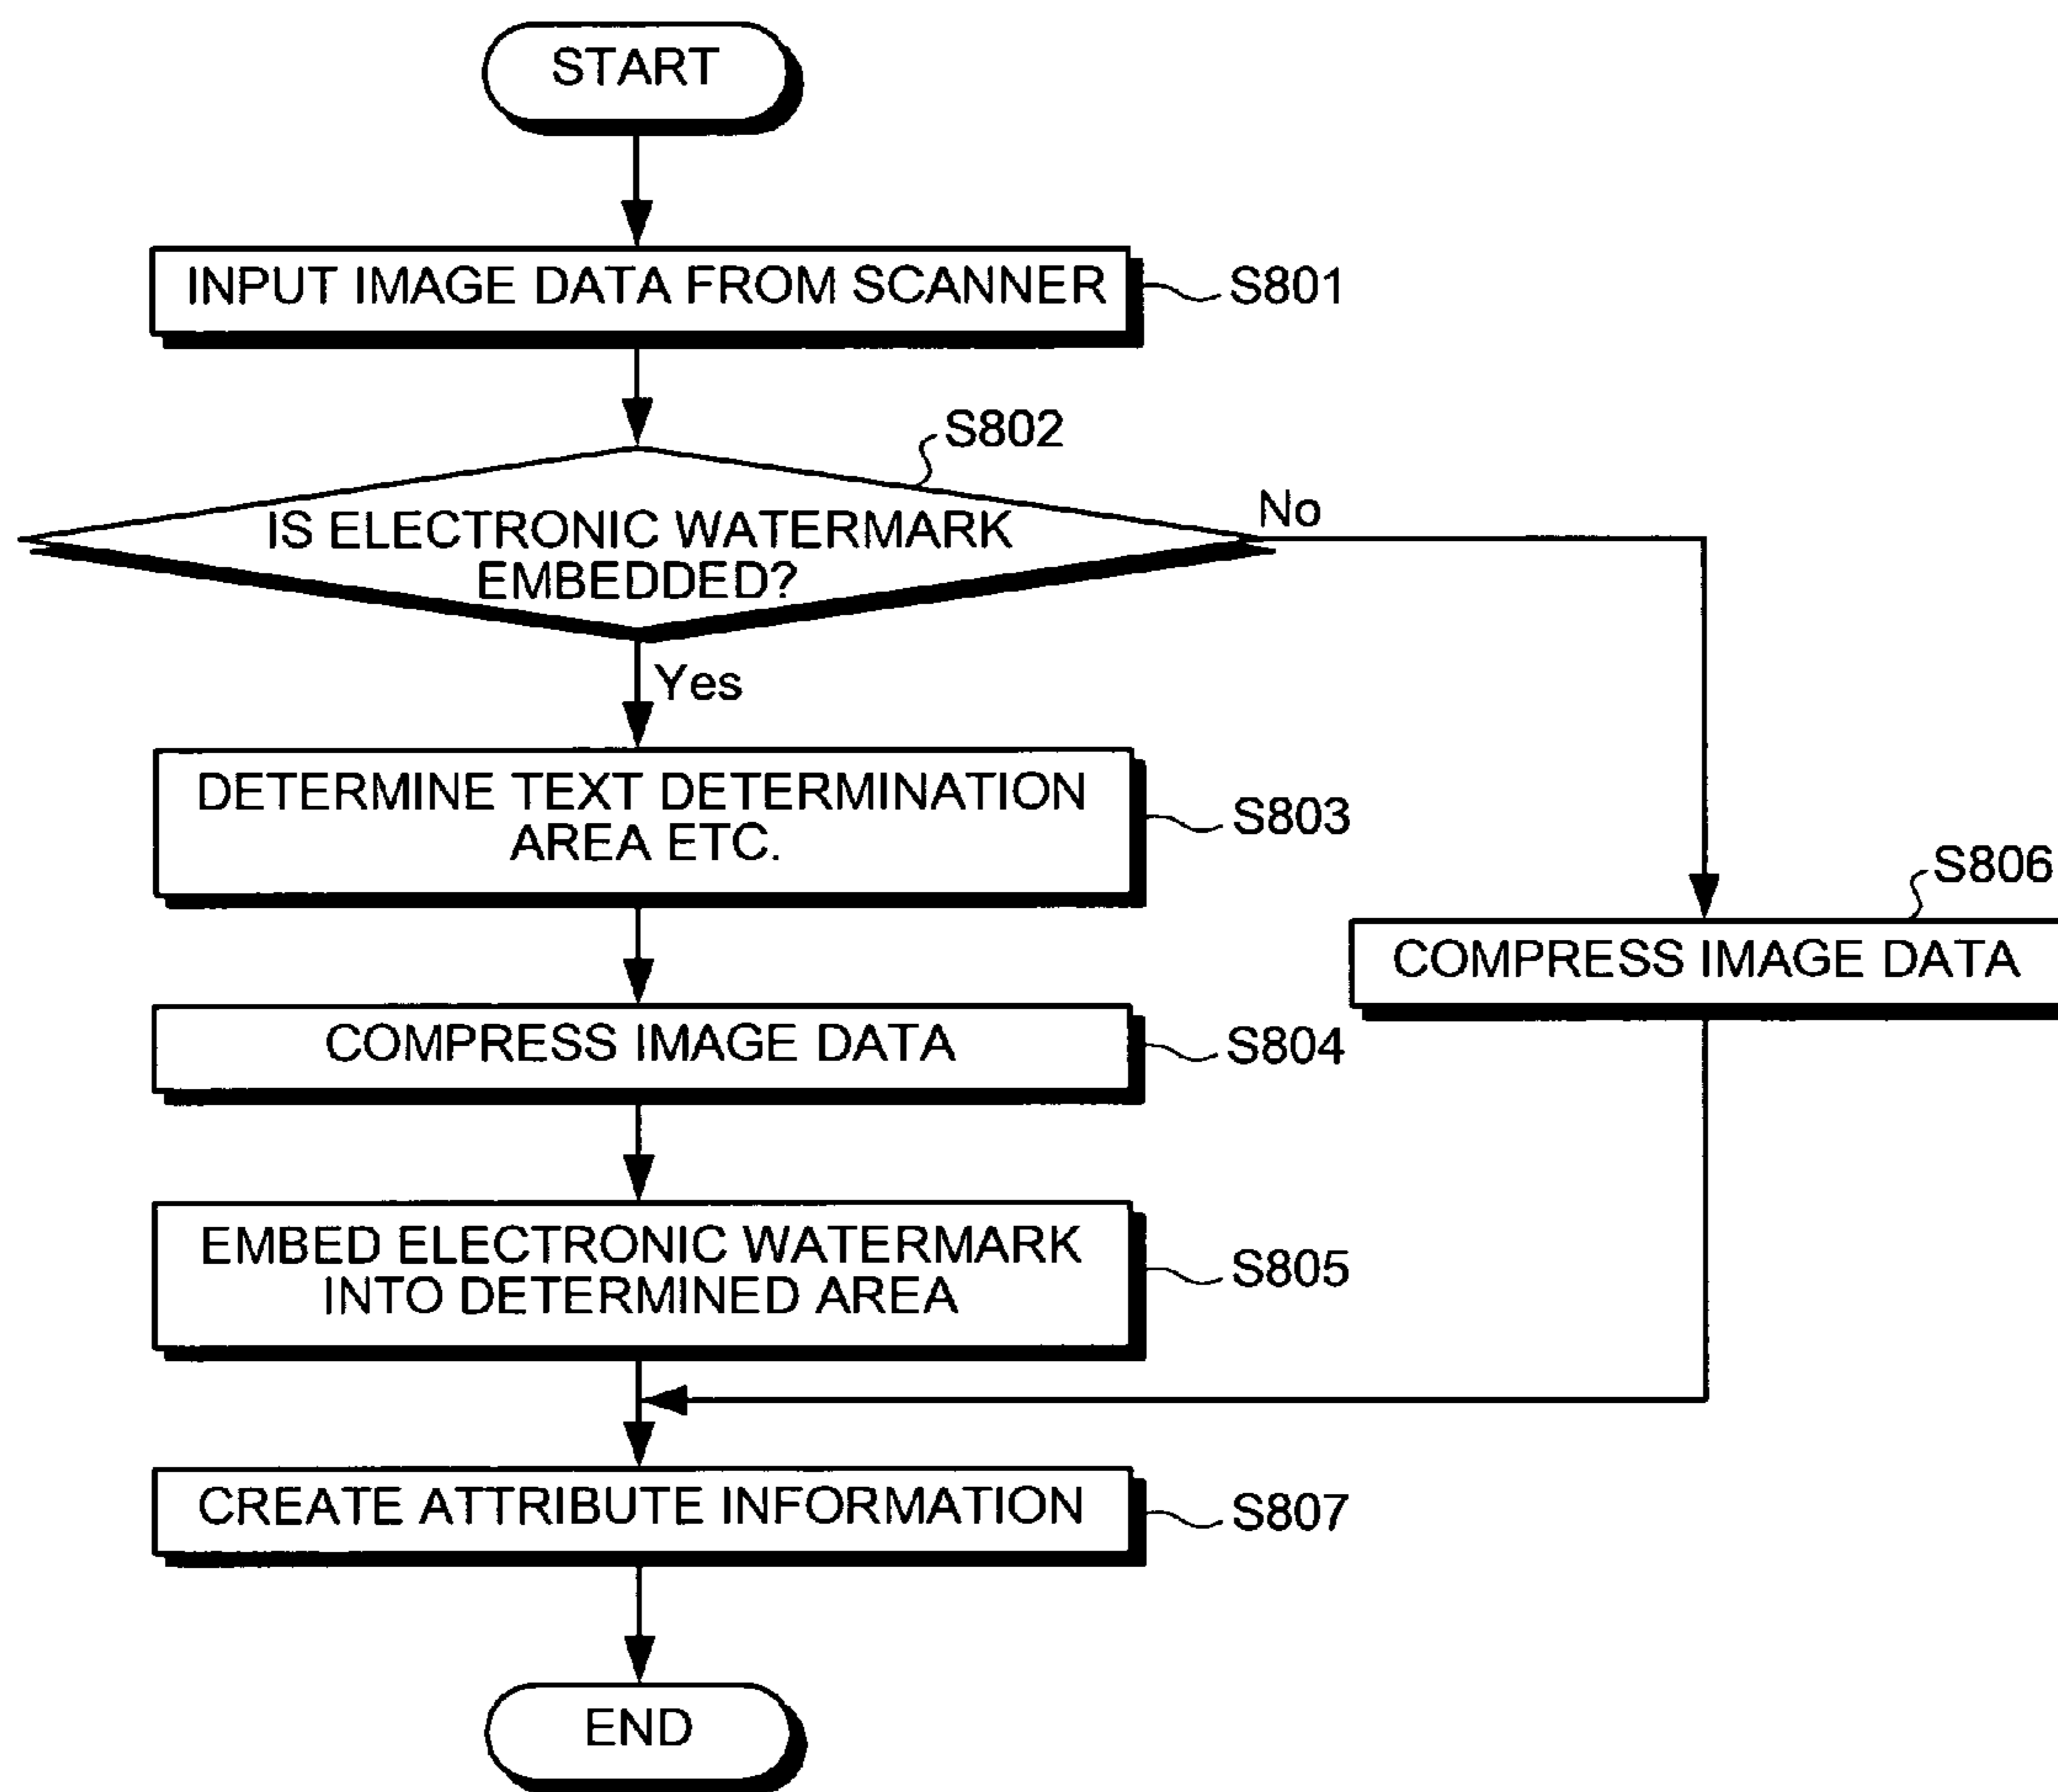 START
INPUT IMAGE DATA FROM SCANNER
S801
S802
IS ELECTRONIC WATERMARK
EMBEDDED?
No
Yes
DETERMINE TEXT DETERMINATION
AREA ETC.
S803
S806
COMPRESS IMAGE DATA
COMPRESS IMAGE DATA
S804
EMBED ELECTRONIC WATERMARK
INTO DETERMINED AREA
S805
CREATE ATTRIBUTE INFORMATION
S807
END